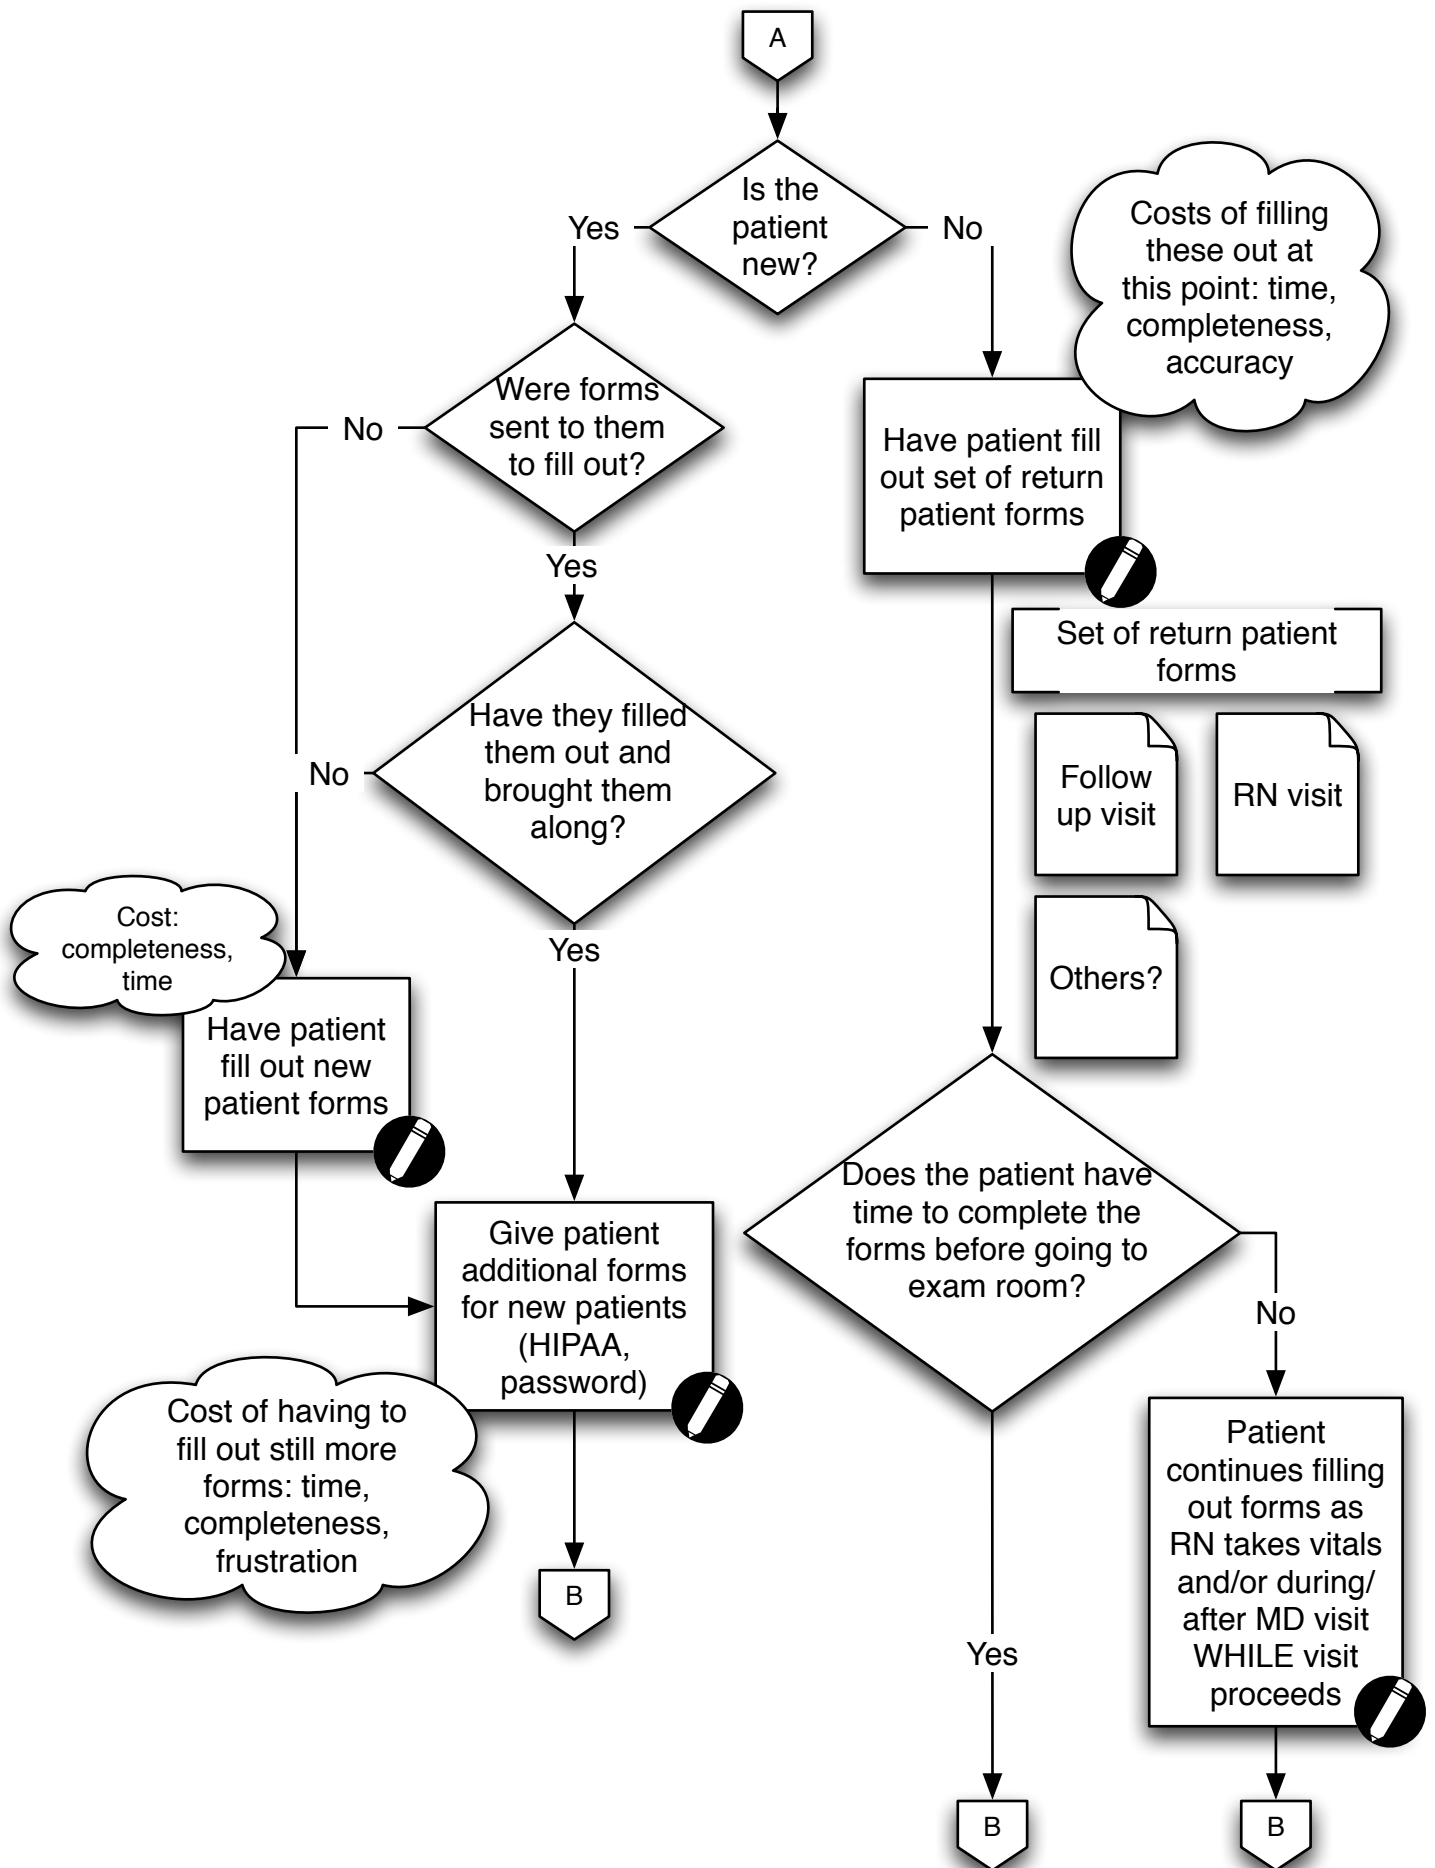 A
Is the
patient
new?
Yes
No
Costs of filling
these out at
this point: time,
completeness,
accuracy
Were forms
sent to them
to fill out?
No
Yes
Have patient fill
out set of return
patient forms
Set of return patient
forms
Follow
up visit
RN visit
Others?
Have they filled
them out and
brought them
along?
No
Yes
Cost:
completeness,
time
Have patient
fill out new
patient forms
Give patient
additional forms
for new patients
(HIPAA,
password)
Cost of having to
fill out still more
forms: time,
completeness,
frustration
B
Does the patient have
time to complete the
forms before going to
exam room?
No
Yes
Patient
continues filling
out forms as
RN takes vitals
and/or during/
after MD visit
WHILE visit
proceeds
B
B